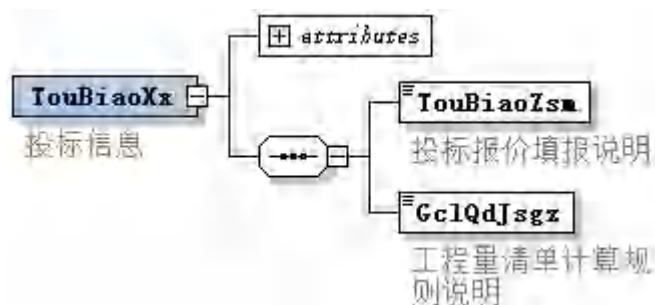 attributes
TouBiaoXx
投标信息
TouBiaoZsm
投标报价填报说明
GclQdJsgz
工程量清单计算规
则说明